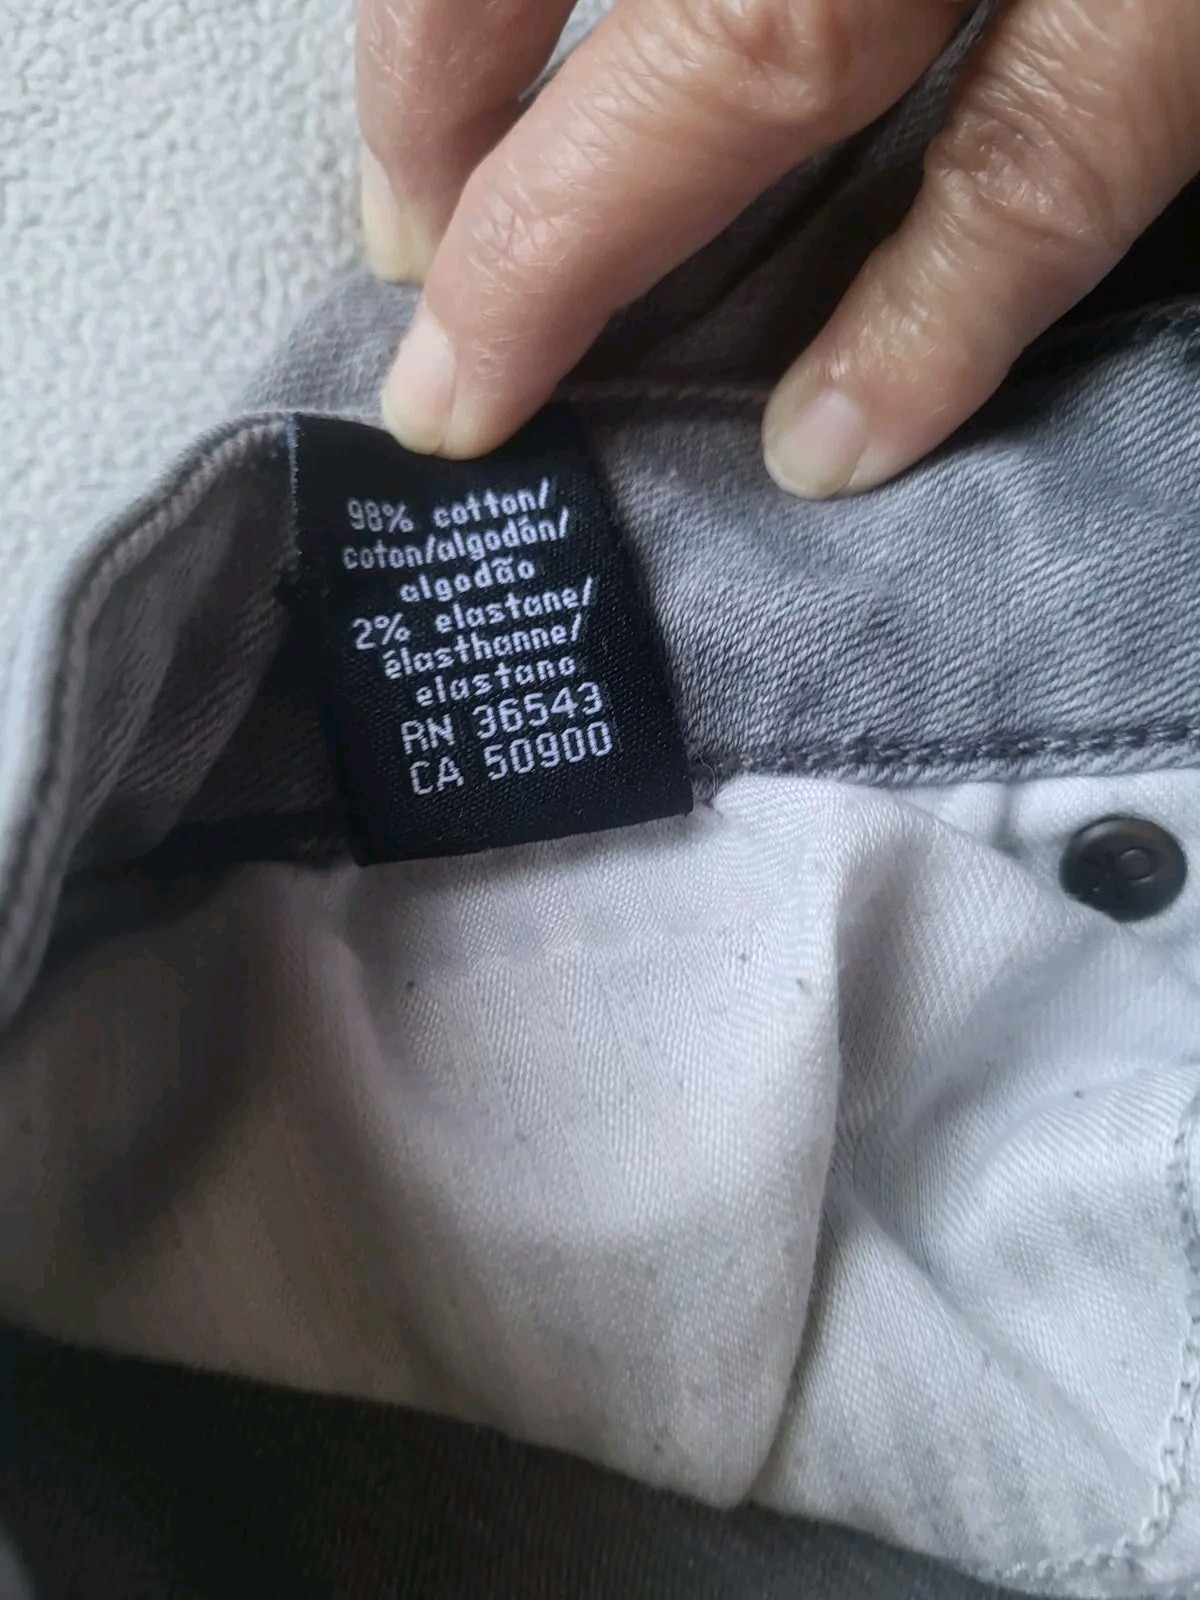 98% cotton/
coton/algodón/
algodão
2% elastane/
élasthanne/
elastano
RN 36543
CA 50900